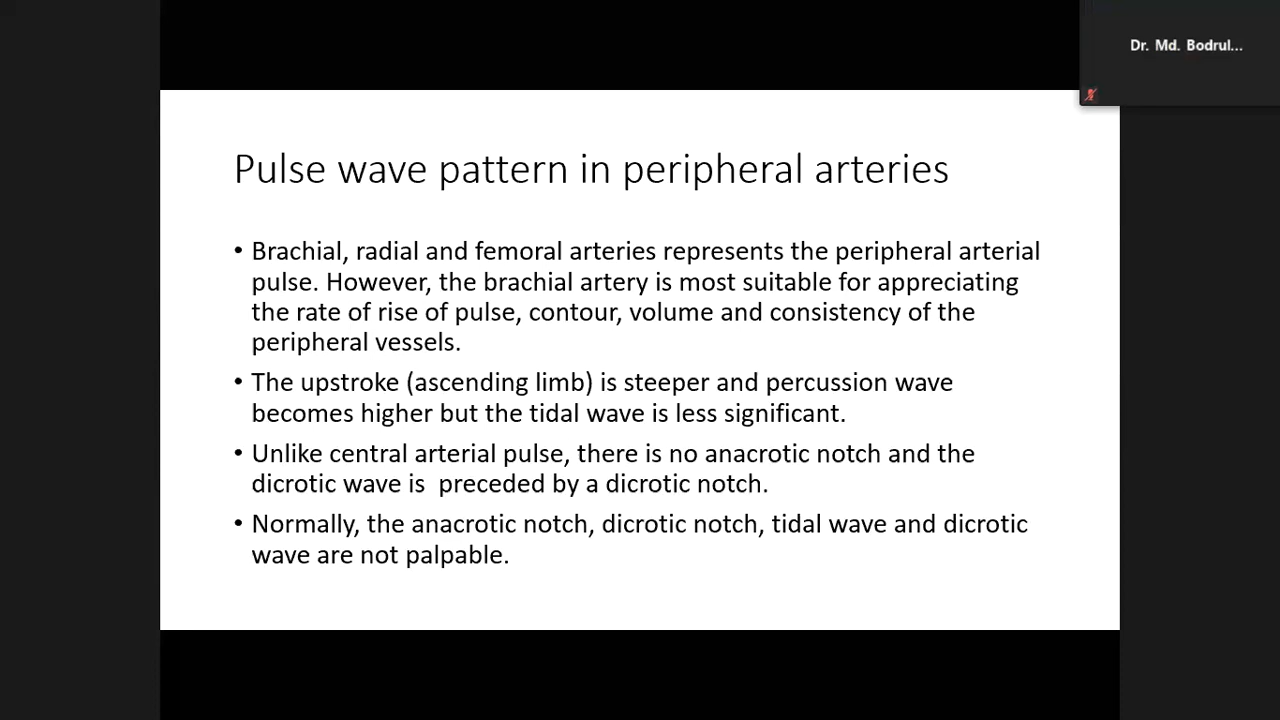 Dr. Md. Bodrul...
Pulse wave pattern in peripheral arteries
• Brachial, radial and femoral arteries represents the peripheral arterial
pulse. However, the brachial artery is most suitable for appreciating
the rate of rise of pulse, contour, volume and consistency of the
peripheral vessels.
• The upstroke (ascending limb) is steeper and percussion wave
becomes higher but the tidal wave is less significant.
• Unlike central arterial pulse, there is no anacrotic notch and the
dicrotic wave is  preceded by a dicrotic notch.
• Normally, the anacrotic notch, dicrotic notch, tidal wave and dicrotic
wave are not palpable.